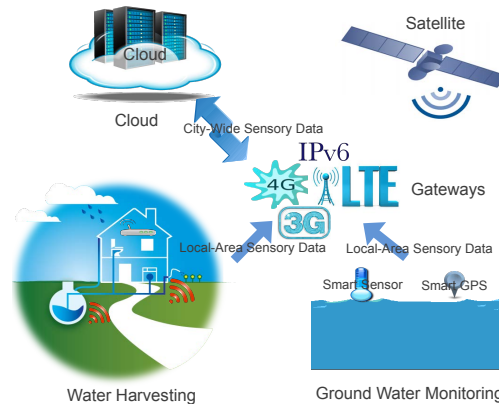 Satellite
Cloud
Cloud
City-Wide Sensory Data
IPv6
4G
LTE
Gateways
3G
Local-Area Sensory Data
Local-Area Sensory Data
Smart Sensor
Smart GPS
Water Harvesting
Ground Water Monitoring